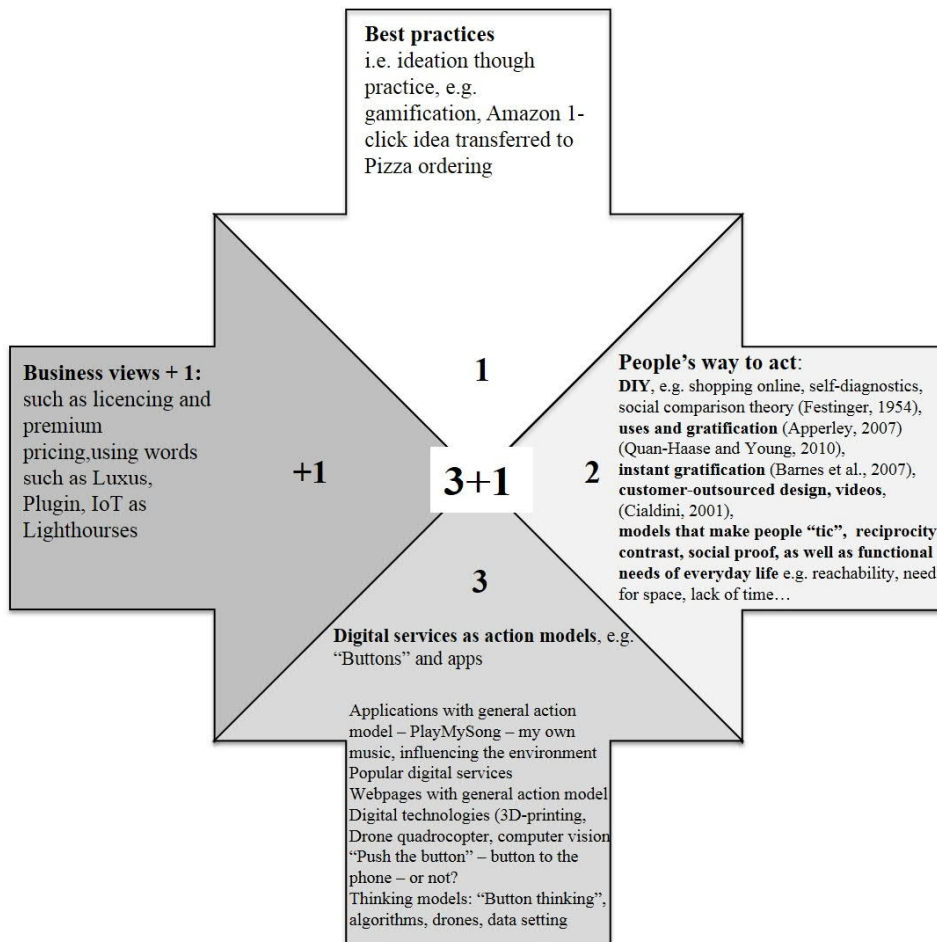 Best practices
i.e. ideation though
practice, e.g.
gamification, Amazon 1-
click idea transferred to
Pizza ordering
1
Business views + 1:
such as licencing and
premium
pricing,using words
such as Luxus,
Plugin, IoT as
Lighthourses
+1
3+1
2
People's way to act:
DIY, e.g. shopping online, self-diagnostics,
social comparison theory (Festinger, 1954),
uses and gratification (Apperley, 2007)
(Quan-Haase and Young, 2010),
instant gratification (Barnes et al., 2007),
customer-outsourced design, videos,
(Cialdini, 2001),
models that make people “tic”, reciprocity
contrast, social proof, as well as functional
needs of everyday life e.g. reachability, need
for space, lack of time…
3
Digital services as action models, e.g.
“Buttons” and apps
Applications with general action
model – PlayMySong – my own
music, influencing the environment
Popular digital services
Webpages with general action model
Digital technologies (3D-printing,
Drone quadrocopter, computer vision
“Push the button” – button to the
phone – or not?
Thinking models: “Button thinking”,
algorithms, drones, data setting